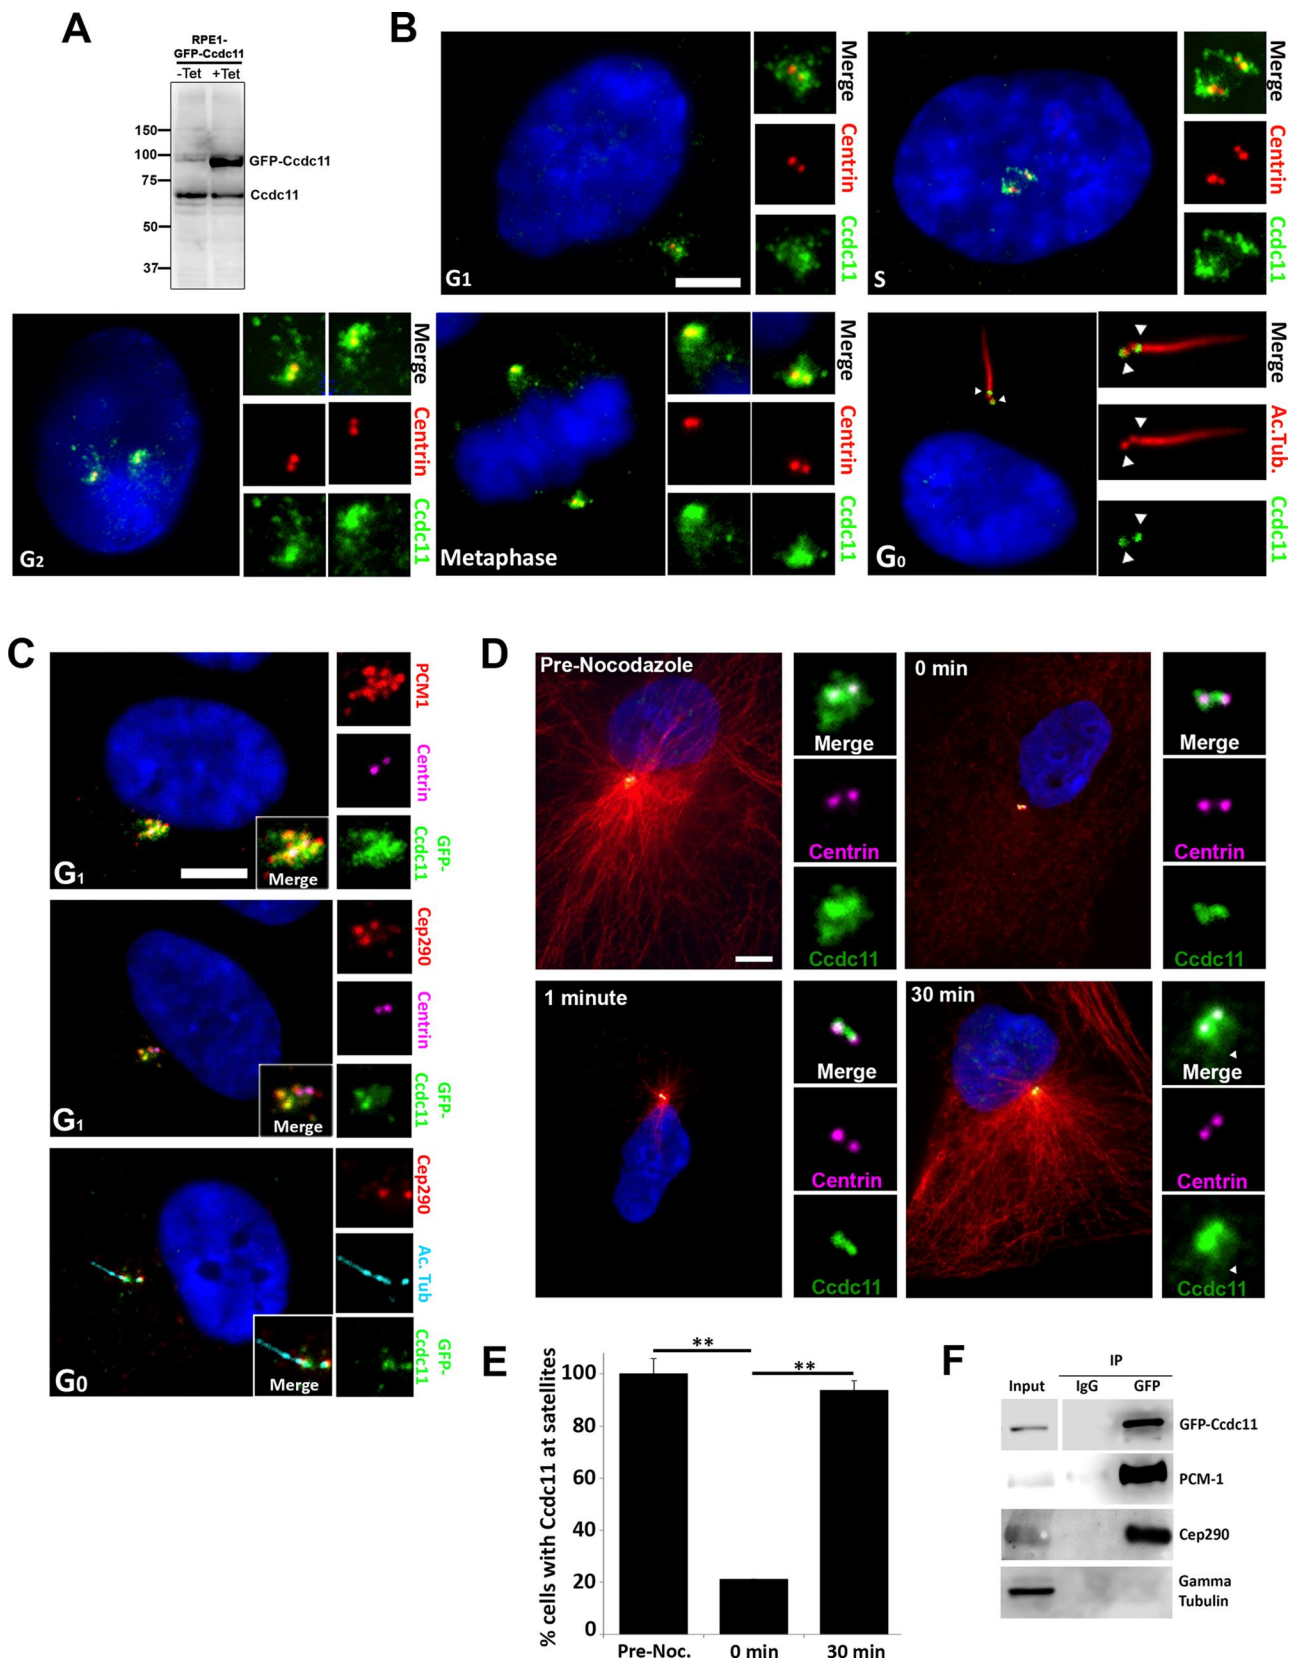 A
RPE1-
GFP-Ccdc11
-Tet +Tet
150
100
75
50
37
GFP-Ccdc11
Ccdc11
B
G1
Merge
Centrin
Ccdc11
S
Merge
Centrin
Ccdc11
G2
Merge
Centrin
Ccdc11
Metaphase
Merge
Centrin
Ccdc11
G0
Merge
Ac.Tub.
Ccdc11
C
G1
Merge
PCM1
Centrin
GFP-
Ccdc11
G1
Merge
Cep290
Centrin
GFP-
Ccdc11
G0
Merge
Cep290
Ac. Tub
GFP-
Ccdc11
D
Pre-Nocodazole
Merge
Centrin
Ccdc11
0 min
Merge
Centrin
Ccdc11
1 minute
Merge
Centrin
Ccdc11
30 min
Merge
Centrin
Ccdc11
E
% cells with Ccdc11 at satellites
100
80
60
40
20
0
**
**
Pre-Noc. 0 min 30 min
F
IP
Input IgG GFP
GFP-Ccdc11
PCM-1
Cep290
Gamma
Tubulin